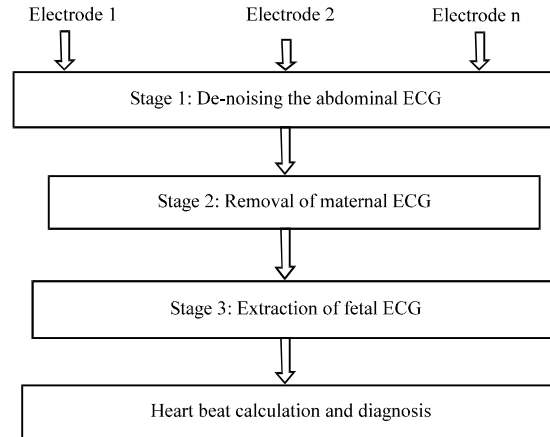 Electrode 1 Electrode 2 Electrode n
Stage 1: De-noising the abdominal ECG
Stage 2: Removal of maternal ECG
Stage 3: Extraction of fetal ECG
Heart beat calculation and diagnosis